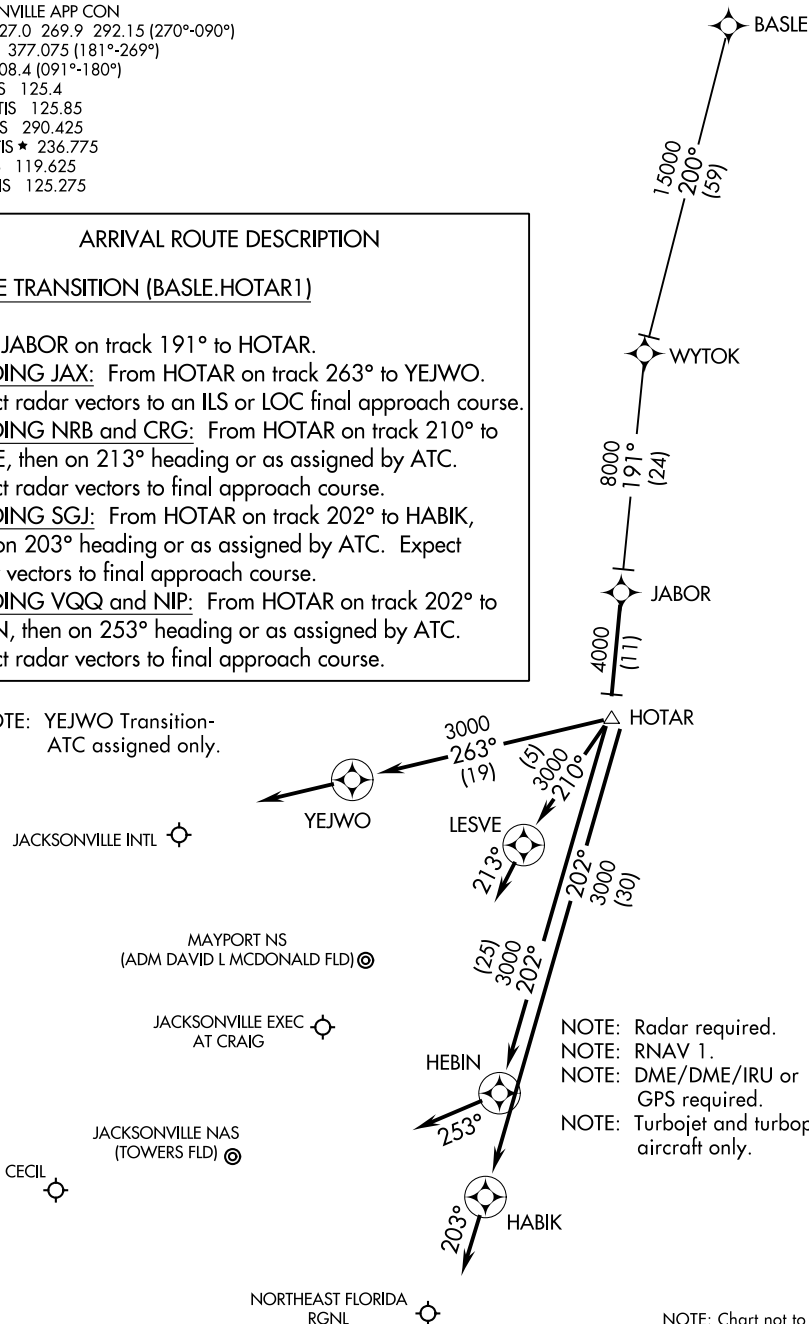 NVILLE APP CON
27.0 269.9 292.15 (270°-090°)
377.075 (181°-269°)
08.4 (091°-180°)
S 125.4
TIS 125.85
S 290.425
TIS ★ 236.775
119.625
IS 125.275
ARRIVAL ROUTE DESCRIPTION
E TRANSITION (BASLE.HOTAR1)
JABOR on track 191° to HOTAR.
DING JAX: From HOTAR on track 263° to YEJWO.
ct radar vectors to an ILS or LOC final approach course.
DING NRB and CRG: From HOTAR on track 210° to
E, then on 213° heading or as assigned by ATC.
ct radar vectors to final approach course.
DING SGJ: From HOTAR on track 202° to HABIK,
on 203° heading or as assigned by ATC. Expect
vectors to final approach course.
DING VQQ and NIP: From HOTAR on track 202° to
N, then on 253° heading or as assigned by ATC.
ct radar vectors to final approach course.
BASLE
15000
200°
(59)
WYTOK
8000
191°
(24)
JABOR
4000
(11)
HOTAR
OTE: YEJWO Transition-
ATC assigned only.
3000
263°
(19)
(5)
3000
210°
YEJWO
LESVE
213°
JACKSONVILLE INTL
202°
3000
(30)
(25)
3000
202°
MAYPORT NS
(ADM DAVID L MCDONALD FLD)
JACKSONVILLE EXEC
AT CRAIG
NOTE: Radar required.
NOTE: RNAV 1.
NOTE: DME/DME/IRU or
GPS required.
NOTE: Turbojet and turbop
aircraft only.
HEBIN
253°
JACKSONVILLE NAS
(TOWERS FLD)
CECIL
HABIK
203°
NORTHEAST FLORIDA
RGNL
NOTE: Chart not to